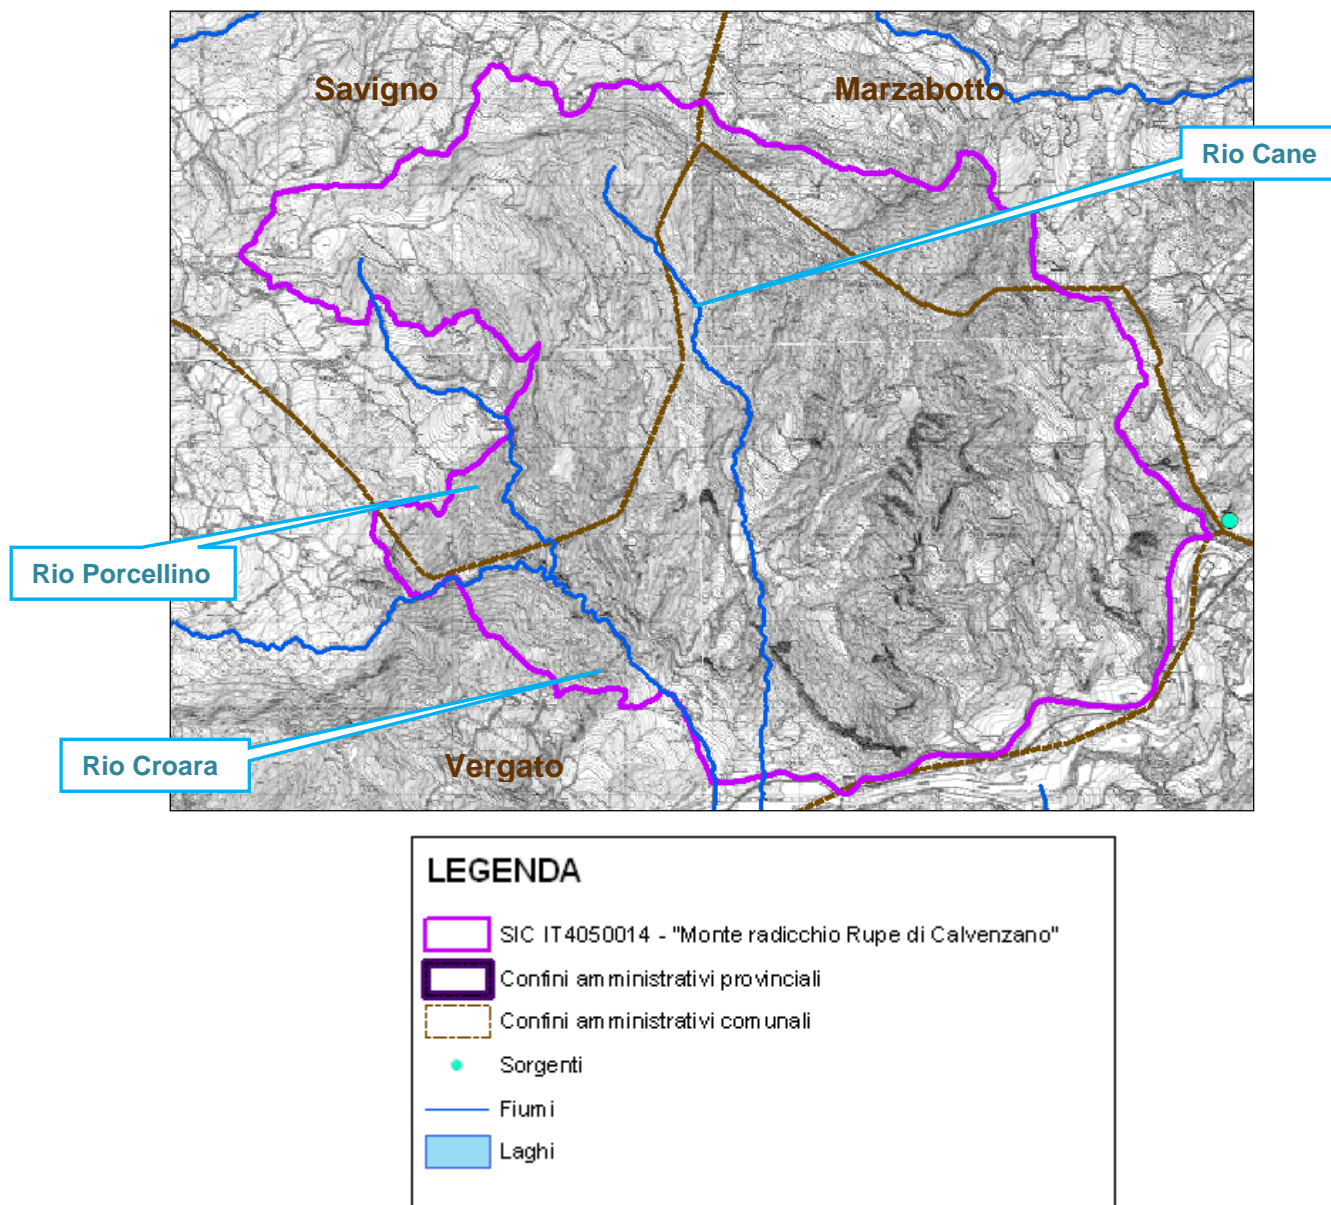 Savigno
Marzabotto
Rio Cane
Rio Porcellino
Rio Croara
Vergato
LEGENDA
SIC IT4050014 - "Monte radicchio Rupe di Calvenzano"
Confini amministrativi provinciali
Confini amministrativi comunali
Sorgenti
Fiumi
Laghi